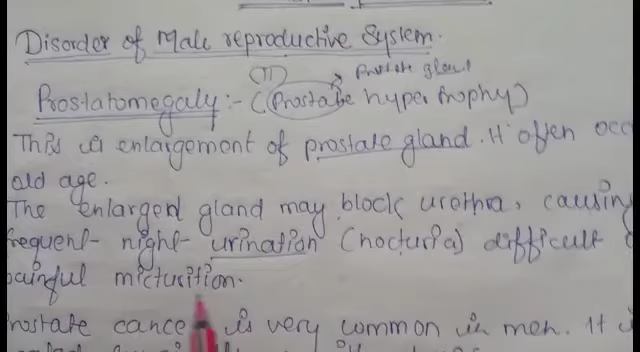 Disorder of Male reproductive System.
(11) → Prostate gland
Prostatomegaly :- (Prostate hypertrophy)
This is enlargement of prostate gland. It often occ
old age.
The enlarged gland may block urethra, causing
frequent night urination (nocturia) difficult
painful micturition.
Prostate cance is very common in men. It i